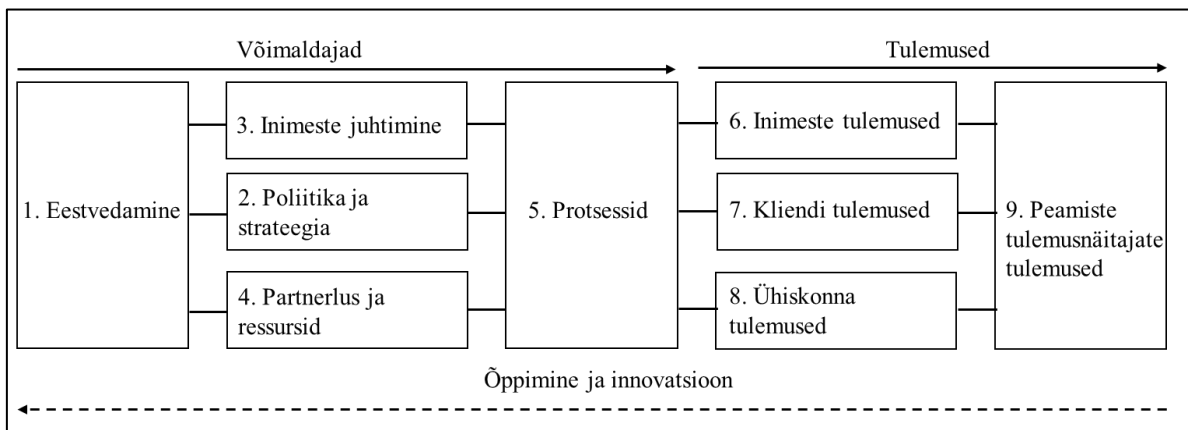 Võimaldajad
Tulemused
1. Eestvedamine
3. Inimeste juhtimine
2. Poliitika ja
strateegia
4. Partnerlus ja
ressursid
5. Protsessid
6. Inimeste tulemused
7. Kliendi tulemused
8. Ühiskonna
tulemused
9. Peamiste
tulemusnäitajate
tulemused
Õppimine ja innovatsioon